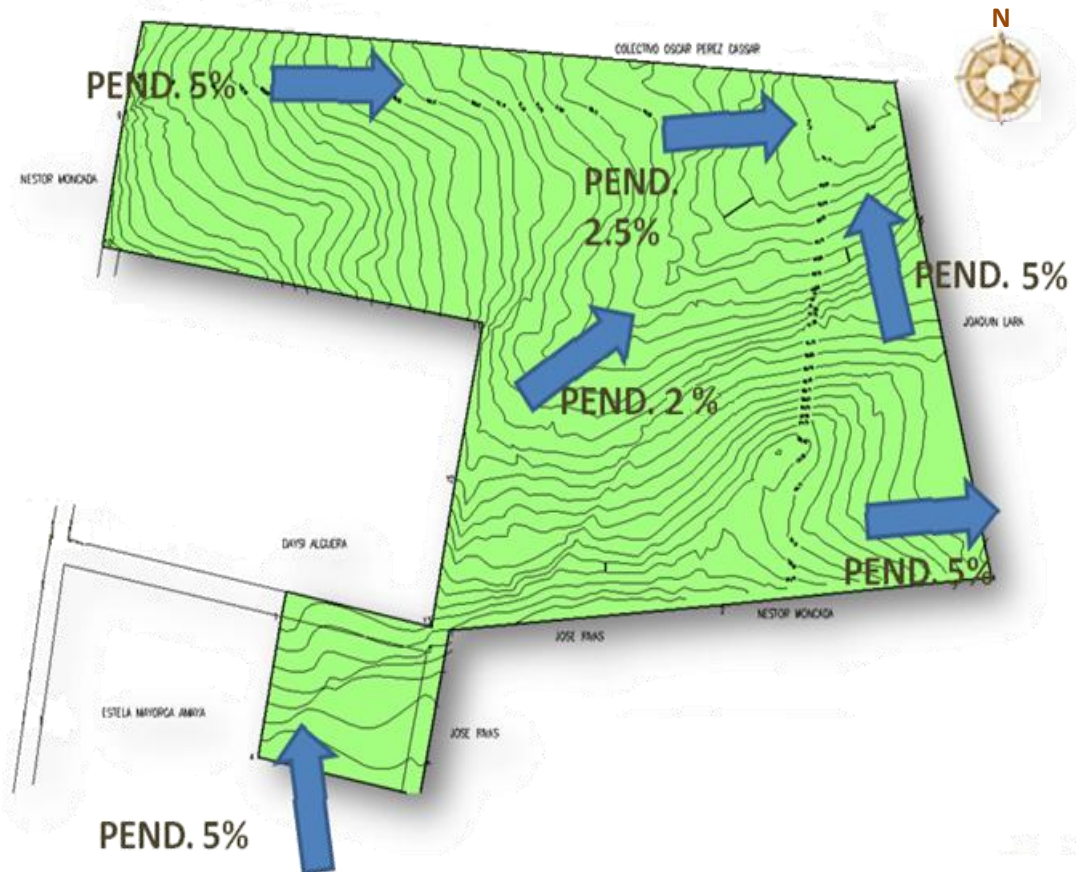 N
COLECTIVO OSCAR PEREZ CASSAR
PEND. 5%
NESTOR MONCADA
PEND.
2.5%
PEND. 5%
JOAQUIN LARA
PEND. 2 %
DAYSI ALGUERA
PEND. 5%
NESTOR MONCADA
JOSE RIVAS
ESTELA MAYORGA AMAYA
JOSE RIVAS
PEND. 5%